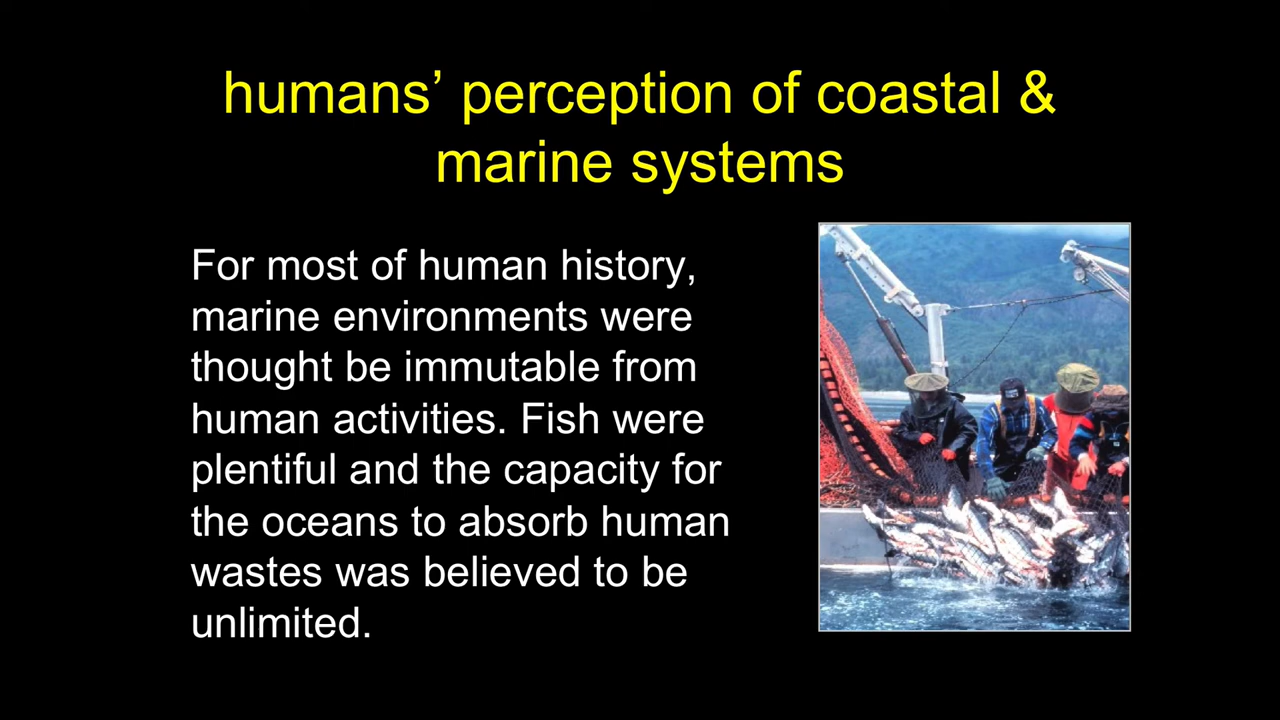 humans’ perception of coastal &
marine systems
For most of human history,
marine environments were
thought be immutable from
human activities. Fish were
plentiful and the capacity for
the oceans to absorb human
wastes was believed to be
unlimited.